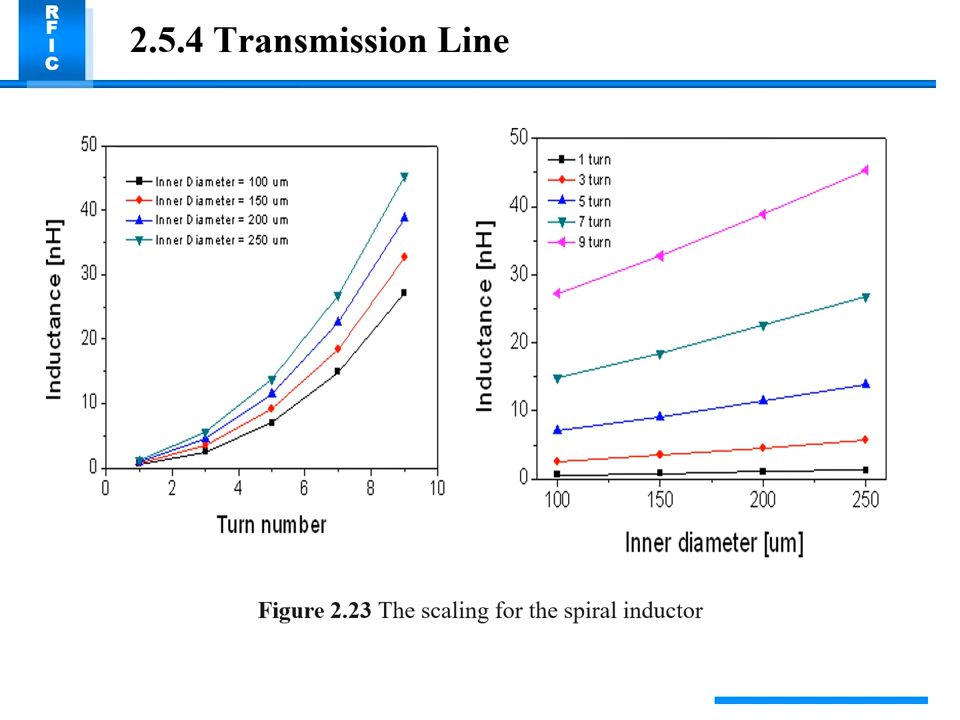 R
F
I
C
2.5.4 Transmission Line
50
40
30
20
10
0
Inductance [nH]
Inner Diameter = 100 um
Inner Diameter = 150 um
Inner Diameter = 200 um
Inner Diameter = 250 um
0 2 4 6 8 10
Turn number
50
40
30
20
10
0
Inductance [nH]
1 turn
3 turn
5 turn
7 turn
9 turn
100 150 200 250
Inner diameter [um]
Figure 2.23 The scaling for the spiral inductor